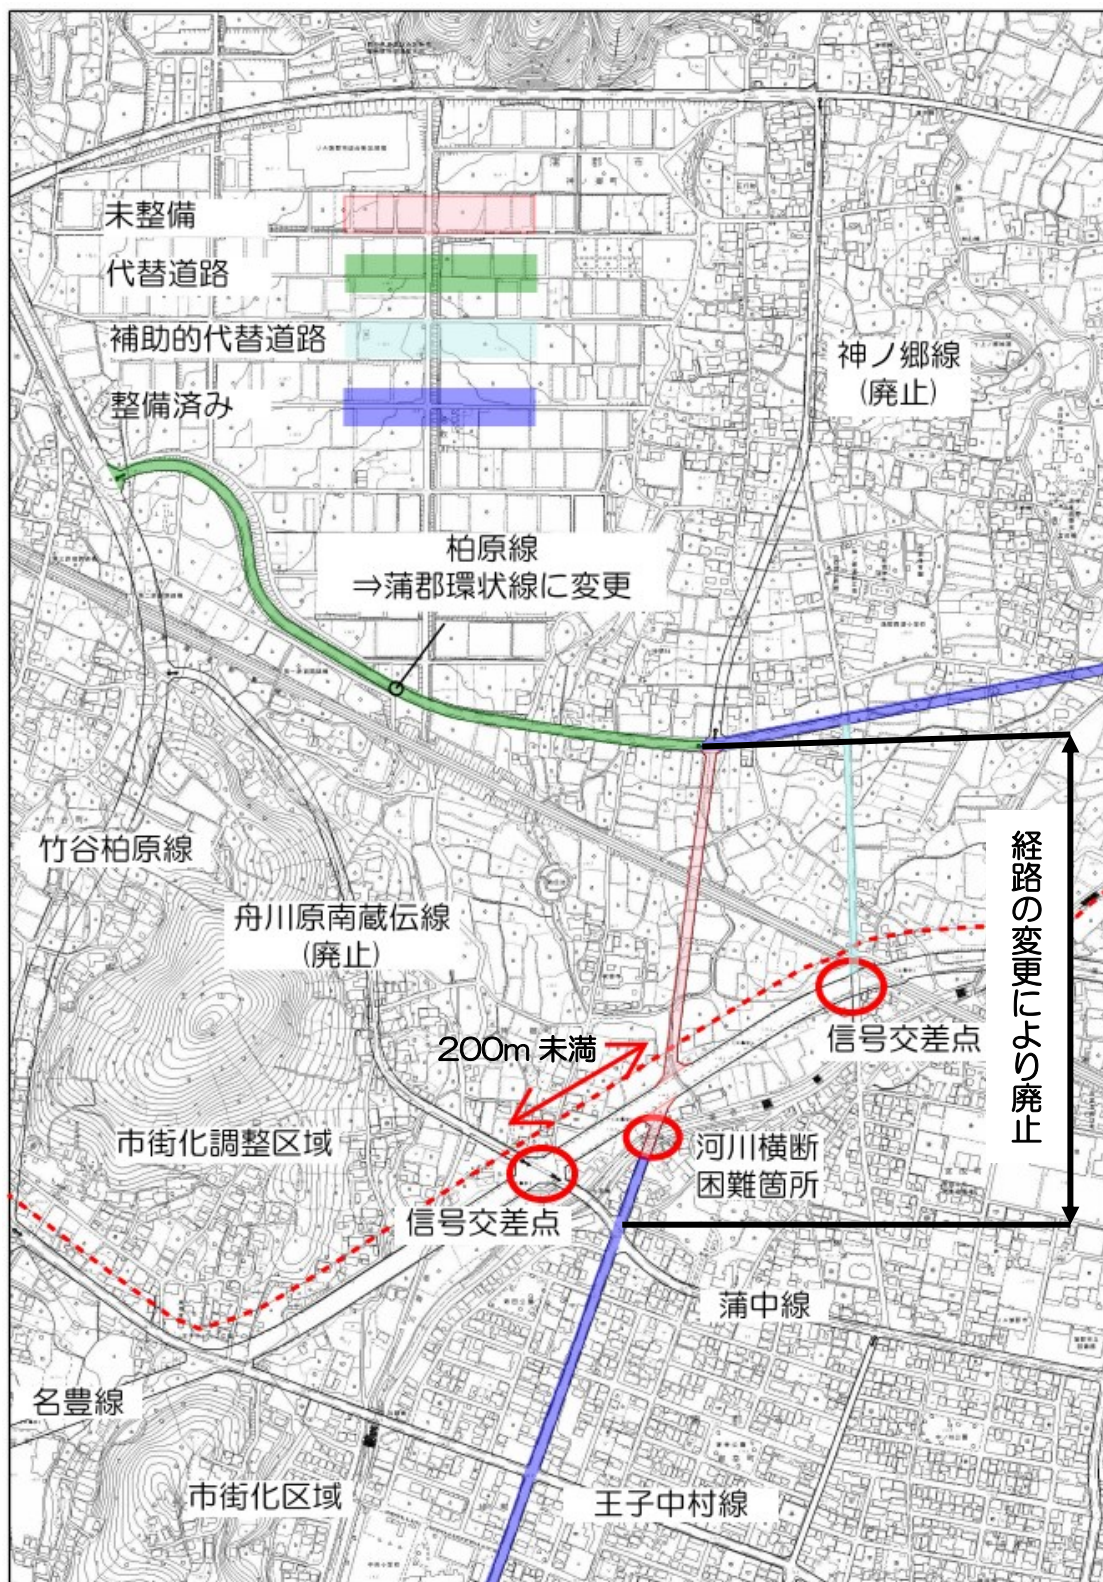 未整備
代替道路
補助的代替道路
整備済み
神ノ郷線
(廃止)
柏原線
⇒蒲郡環状線に変更
竹谷柏原線
舟川原南蔵伝線
(廃止)
経路の変更により廃止
200m 未満
信号交差点
市街化調整区域
河川横断
困難箇所
信号交差点
蒲中線
名豊線
市街化区域
王子中村線